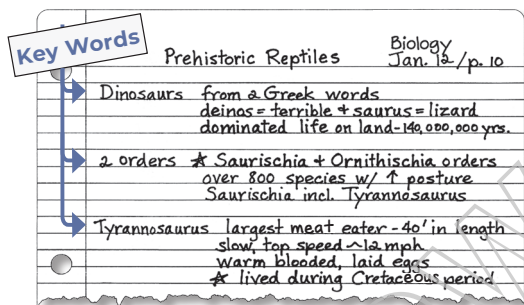 Key Words
Biology
Prehistoric Reptiles Jan. 12/p. 10
Dinosaurs from 2 Greek words
deinos = terrible + saurus = lizard
dominated life on land-140,000,000 yrs.
2 orders ☆ Saurischia + Ornithischia orders
over 800 species w/ ↑ posture
Saurischia incl. Tyrannosaurus
Tyrannosaurus largest meat eater - 40' in length
slow, top speed ~12 mph
warm blooded, laid eggs
☆ lived during Cretaceous period